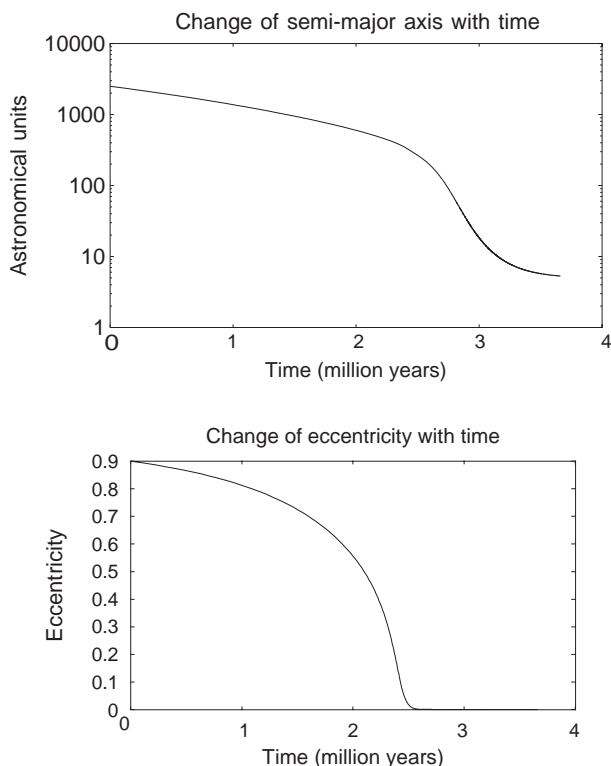 Change of semi-major axis with time
10000
1000
100
10
1
Astronomical units
0 1 2 3 4
Time (million years)
Change of eccentricity with time
0.9
0.8
0.7
0.6
0.5
0.4
0.3
0.2
0.1
0
Eccentricity
0 1 2 3 4
Time (million years)